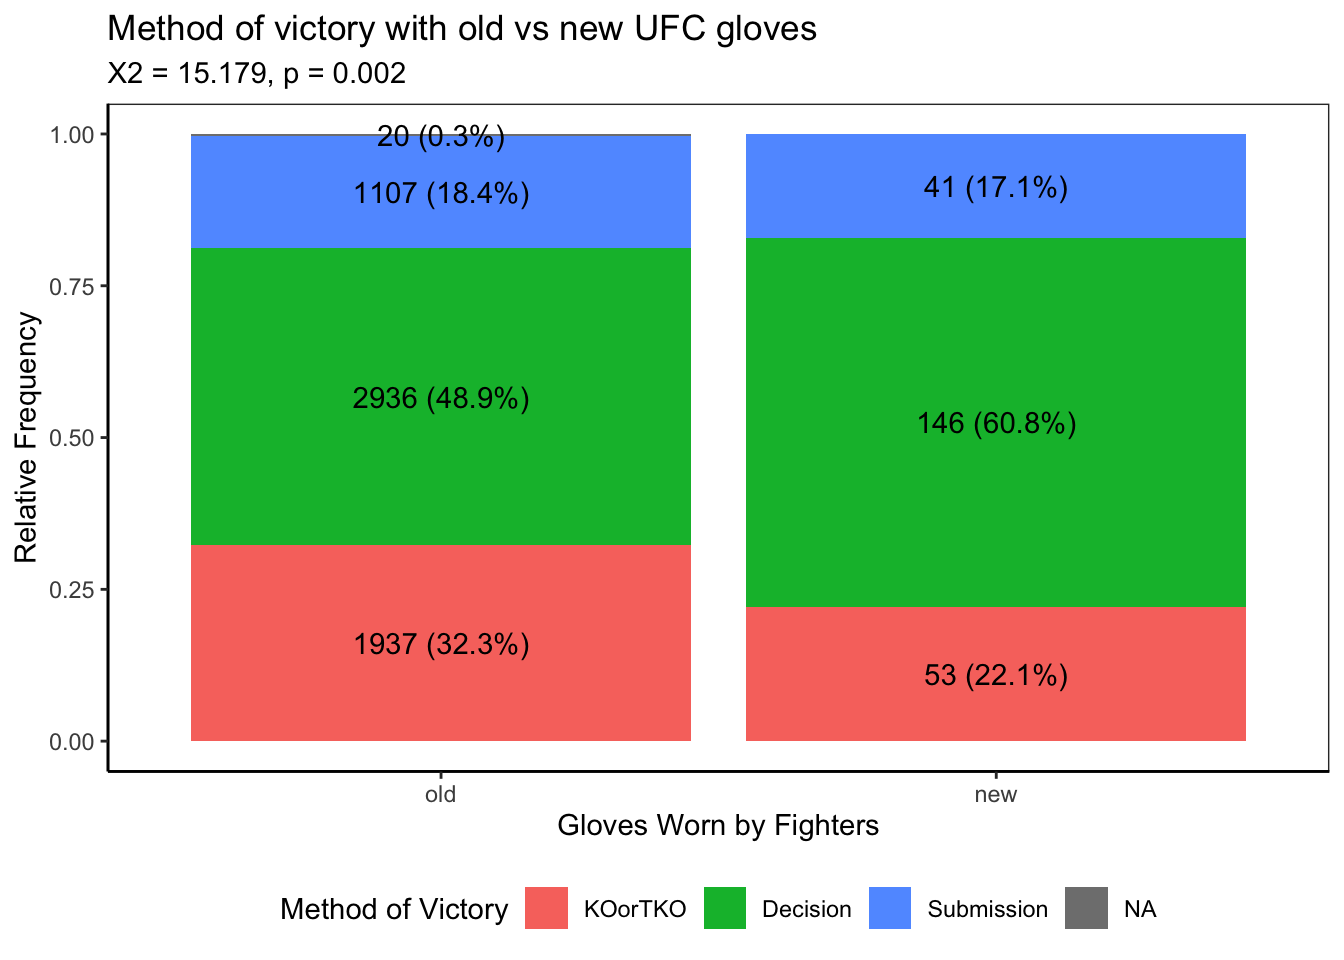 Method of victory with old vs new UFC gloves
X2 = 15.179, p = 0.002
Relative Frequency
1.00
0.75
0.50
0.25
0.00
20 (0.3%)
1107 (18.4%)
2936 (48.9%)
1937 (32.3%)
41 (17.1%)
146 (60.8%)
53 (22.1%)
old
new
Gloves Worn by Fighters
Method of Victory
KOorTKO
Decision
Submission
NA